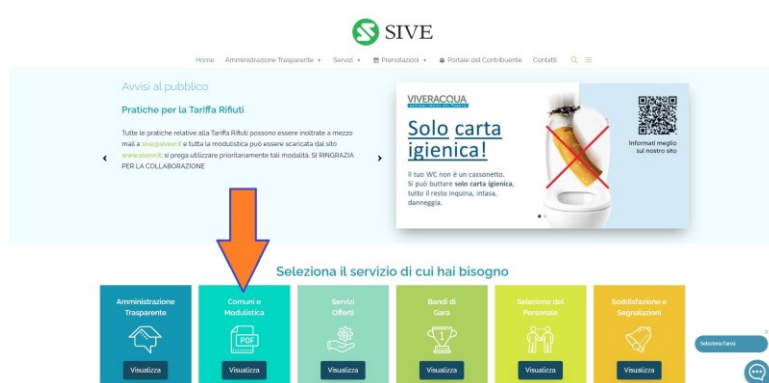 SIVE
Home Amministrazione Trasparente Servizi Prenotazioni Portale del Contribuente Contatti
Avvisi al pubblico
Pratiche per la Tariffa Rifiuti
Tutte le pratiche relative alla Tariffa Rifiuti possono essere inoltrate a mezzo
mail a sive@sivevr.it e tutta la modulistica può essere scaricata dal sito
www.sivevr.it; si prega utilizzare prioritariamente tali modalità. SI RINGRAZIA
PER LA COLLABORAZIONE
VIVERACQUA
Solo carta
igienica!
Il tuo WC non è un cassonetto.
Si può buttare solo carta igienica,
tutto il resto inquina, intasa,
danneggia.
Informati meglio
sul nostro sito
Seleziona il servizio di cui hai bisogno
Amministrazione
Trasparente
Visualizza
Comuni e
Modulistica
PDF
Visualizza
Servizi
Offerti
Visualizza
Bandi di
Gara
1
Visualizza
Selezione del
Personale
Visualizza
Soddisfazione e
Segnalazioni
Visualizza
Seleziona l'area: